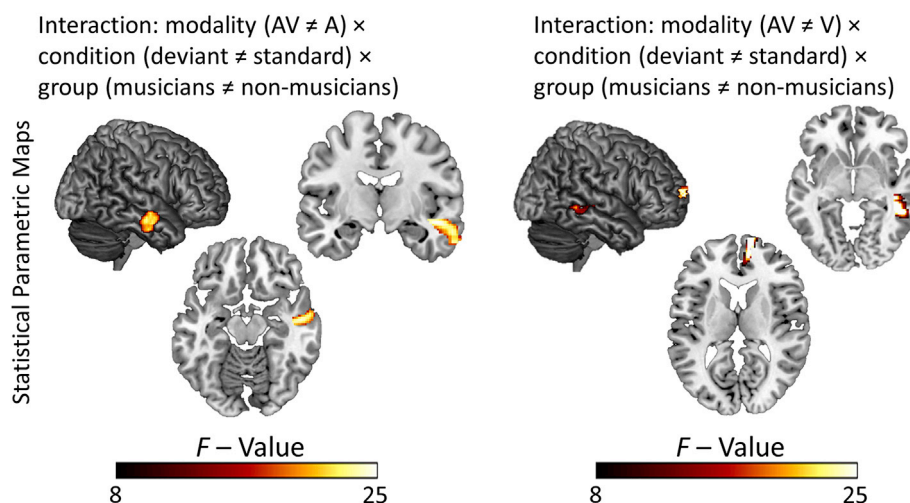 Interaction: modality (AV ≠ A) ×
condition (deviant ≠ standard) ×
group (musicians ≠ non-musicians)
Interaction: modality (AV ≠ V) ×
condition (deviant ≠ standard) ×
group (musicians ≠ non-musicians)
Statistical Parametric Maps
F – Value
8 25
F – Value
8 25